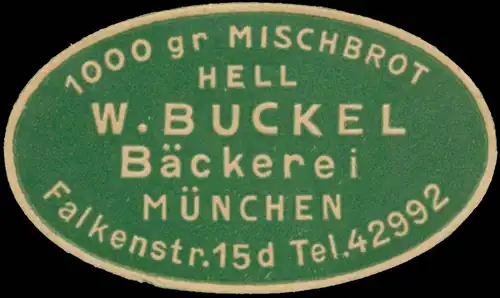 1000 gr MISCHBROT
HELL
W. BUCKEL
Bäckerei
MÜNCHEN
Falkenstr.15d Tel.42992